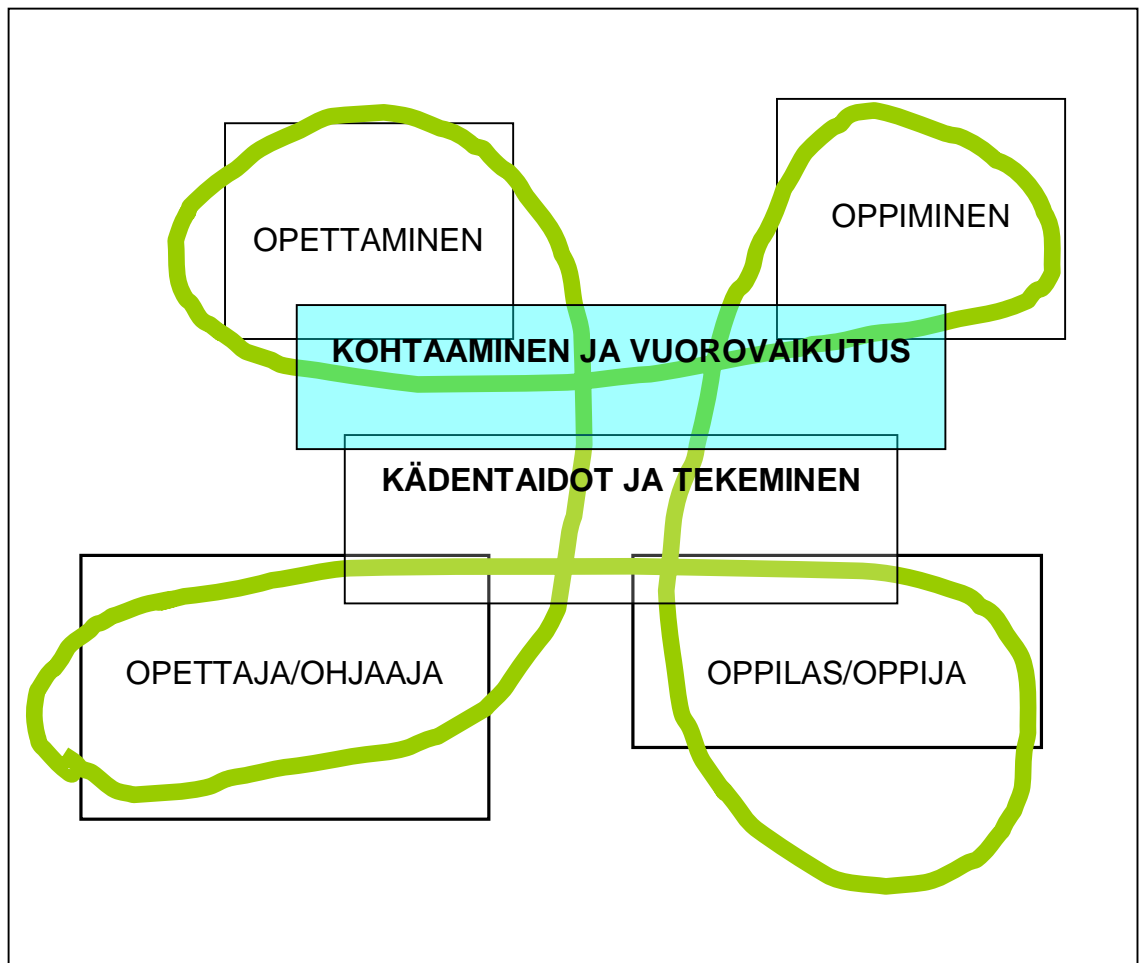 OPETTAMINEN
OPPIMINEN
KOHTAAMINEN JA VUOROVAIKUTUS
KÄDENTAIDOT JA TEKEMINEN
OPETTAJA/OHJAAJA
OPPILAS/OPPIJA